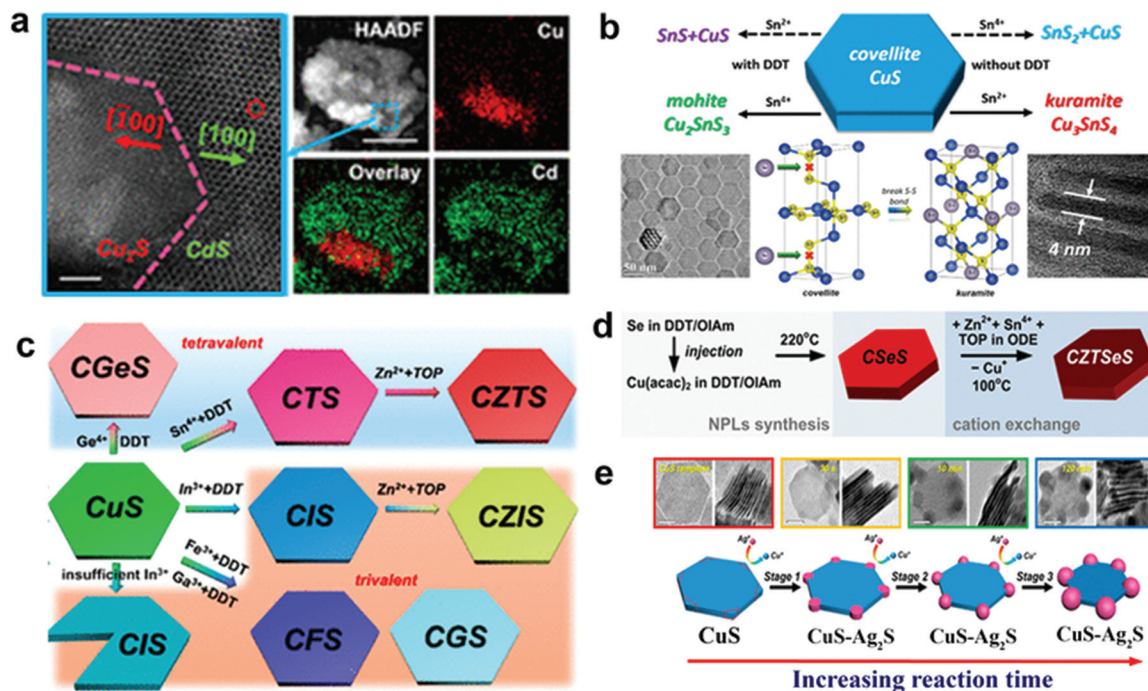 a
HAADF
Cu
[1̄00]
[100]
Cu₂S
CdS
Overlay
Cd
b
Sn²⁺
Sn⁴⁺
SnS+CuS
covellite
CuS
SnS₂+CuS
with DDT
without DDT
mohite
Cu₂SnS₃
Sn⁴⁺
Sn²⁺
kuramite
Cu₃SnS₄
break S-S
bond
50 nm
covellite
kuramite
4 nm
c
CGeS
tetravalent
CTS
Zn²⁺+TOP
CZTS
Ge⁴⁺
DDT
Sn⁴⁺+DDT
CuS
In³⁺+DDT
CIS
Zn²⁺+TOP
CZIS
insufficient In³⁺
Fe³⁺+DDT
Ga³⁺+DDT
trivalent
CIS
CFS
CGS
d
Se in DDT/OlAm
injection
Cu(acac)₂ in DDT/OlAm
220°C
CSeS
+ Zn²⁺+ Sn⁴⁺ +
TOP in ODE
− Cu⁺
100°C
CZTSeS
NPLs synthesis
cation exchange
e
CuS template
120 min
Ag⁺
Cu⁺
Ag⁺
Cu⁺
Ag⁺
Cu⁺
Stage 1
Stage 2
Stage 3
CuS
CuS-Ag₂S
CuS-Ag₂S
CuS-Ag₂S
Increasing reaction time